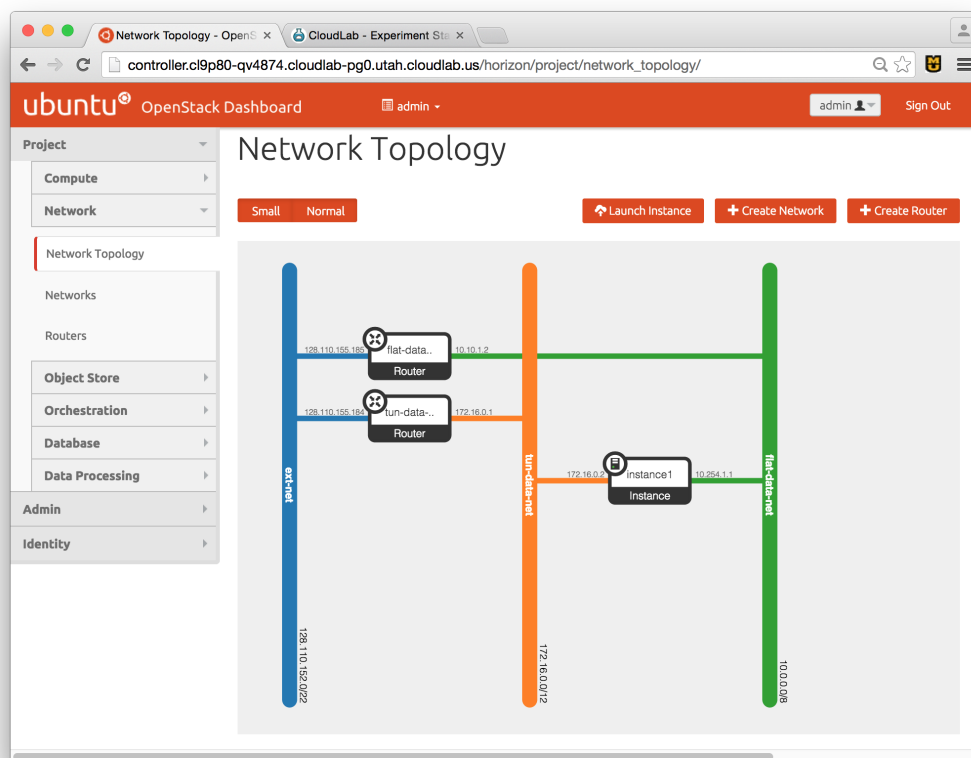 Network Topology - OpenS
CloudLab - Experiment Sta
controller.cl9p80-qv4874.cloudlab-pg0.utah.cloudlab.us/horizon/project/network_topology/
ubuntu OpenStack Dashboard
admin
admin
Sign Out
Project
Compute
Network
Network Topology
Networks
Routers
Object Store
Orchestration
Database
Data Processing
Admin
Identity
Network Topology
Small
Normal
Launch Instance
Create Network
Create Router
128.110.155.185
flat-data..
Router
10.10.1.2
128.110.155.184
tun-data-..
Router
172.16.0.1
172.16.0.2
instance1
Instance
10.254.1.1
ext-net
tun-data-net
flat-data-net
128.110.152.0/22
172.16.0.0/12
10.0.0.0/8